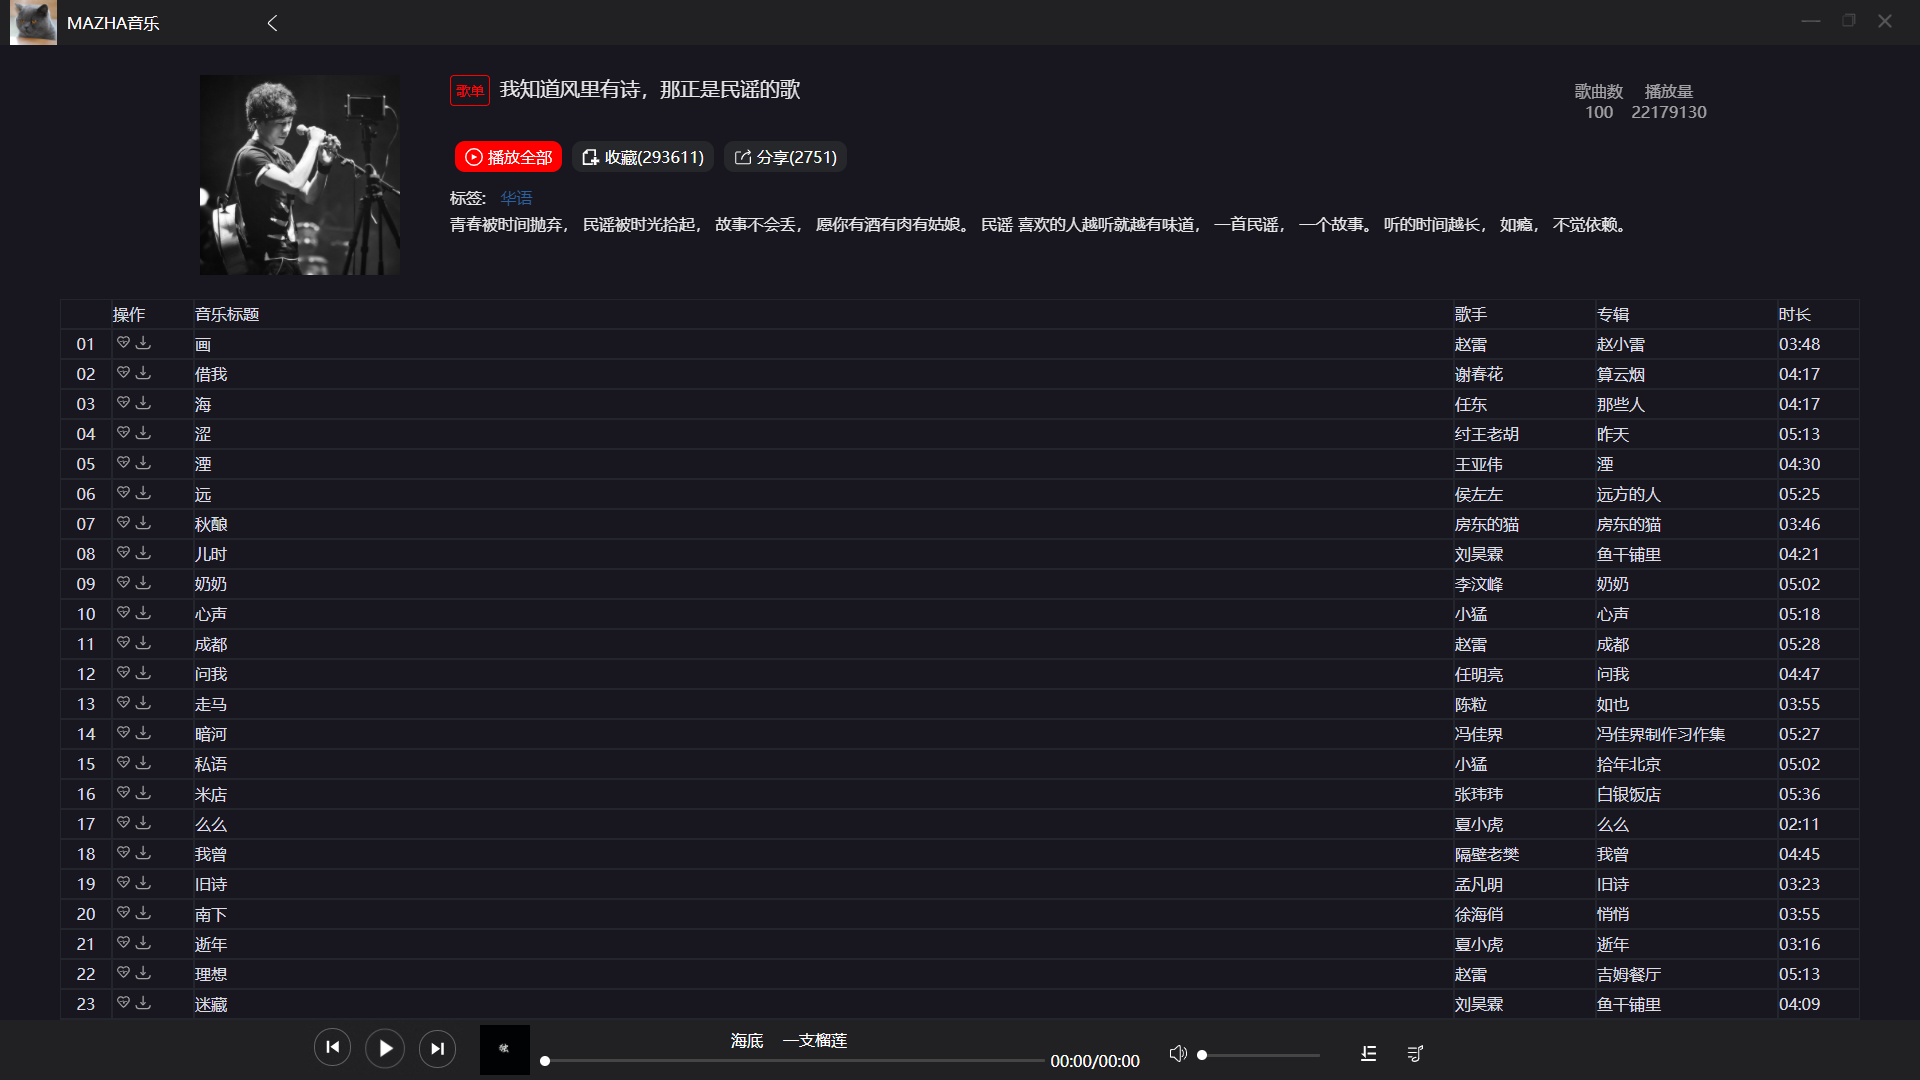 MAZHA音乐
歌单 我知道风里有诗，那正是民谣的歌
歌曲数 播放量
100 22179130
播放全部 收藏(293611) 分享(2751)
标签: 华语
青春被时间抛弃， 民谣被时光拾起， 故事不会丢， 愿你有酒有肉有姑娘。 民谣 喜欢的人越听就越有味道， 一首民谣， 一个故事。 听的时间越长， 如瘾， 不觉依赖。
操作 音乐标题 歌手 专辑 时长
01 画 赵雷 赵小雷 03:48
02 借我 谢春花 算云烟 04:17
03 海 任东 那些人 04:17
04 涩 纣王老胡 昨天 05:13
05 湮 王亚伟 湮 04:30
06 远 侯左左 远方的人 05:25
07 秋酿 房东的猫 房东的猫 03:46
08 儿时 刘昊霖 鱼干铺里 04:21
09 奶奶 李汶峰 奶奶 05:02
10 心声 小猛 心声 05:18
11 成都 赵雷 成都 05:28
12 问我 任明亮 问我 04:47
13 走马 陈粒 如也 03:55
14 暗河 冯佳界 冯佳界制作习作集 05:27
15 私语 小猛 拾年北京 05:02
16 米店 张玮玮 白银饭店 05:36
17 么么 夏小虎 么么 02:11
18 我曾 隔壁老樊 我曾 04:45
19 旧诗 孟凡明 旧诗 03:23
20 南下 徐海俏 悄悄 03:55
21 逝年 夏小虎 逝年 03:16
22 理想 赵雷 吉姆餐厅 05:13
23 迷藏 刘昊霖 鱼干铺里 04:09
海底 一支榴莲
00:00/00:00